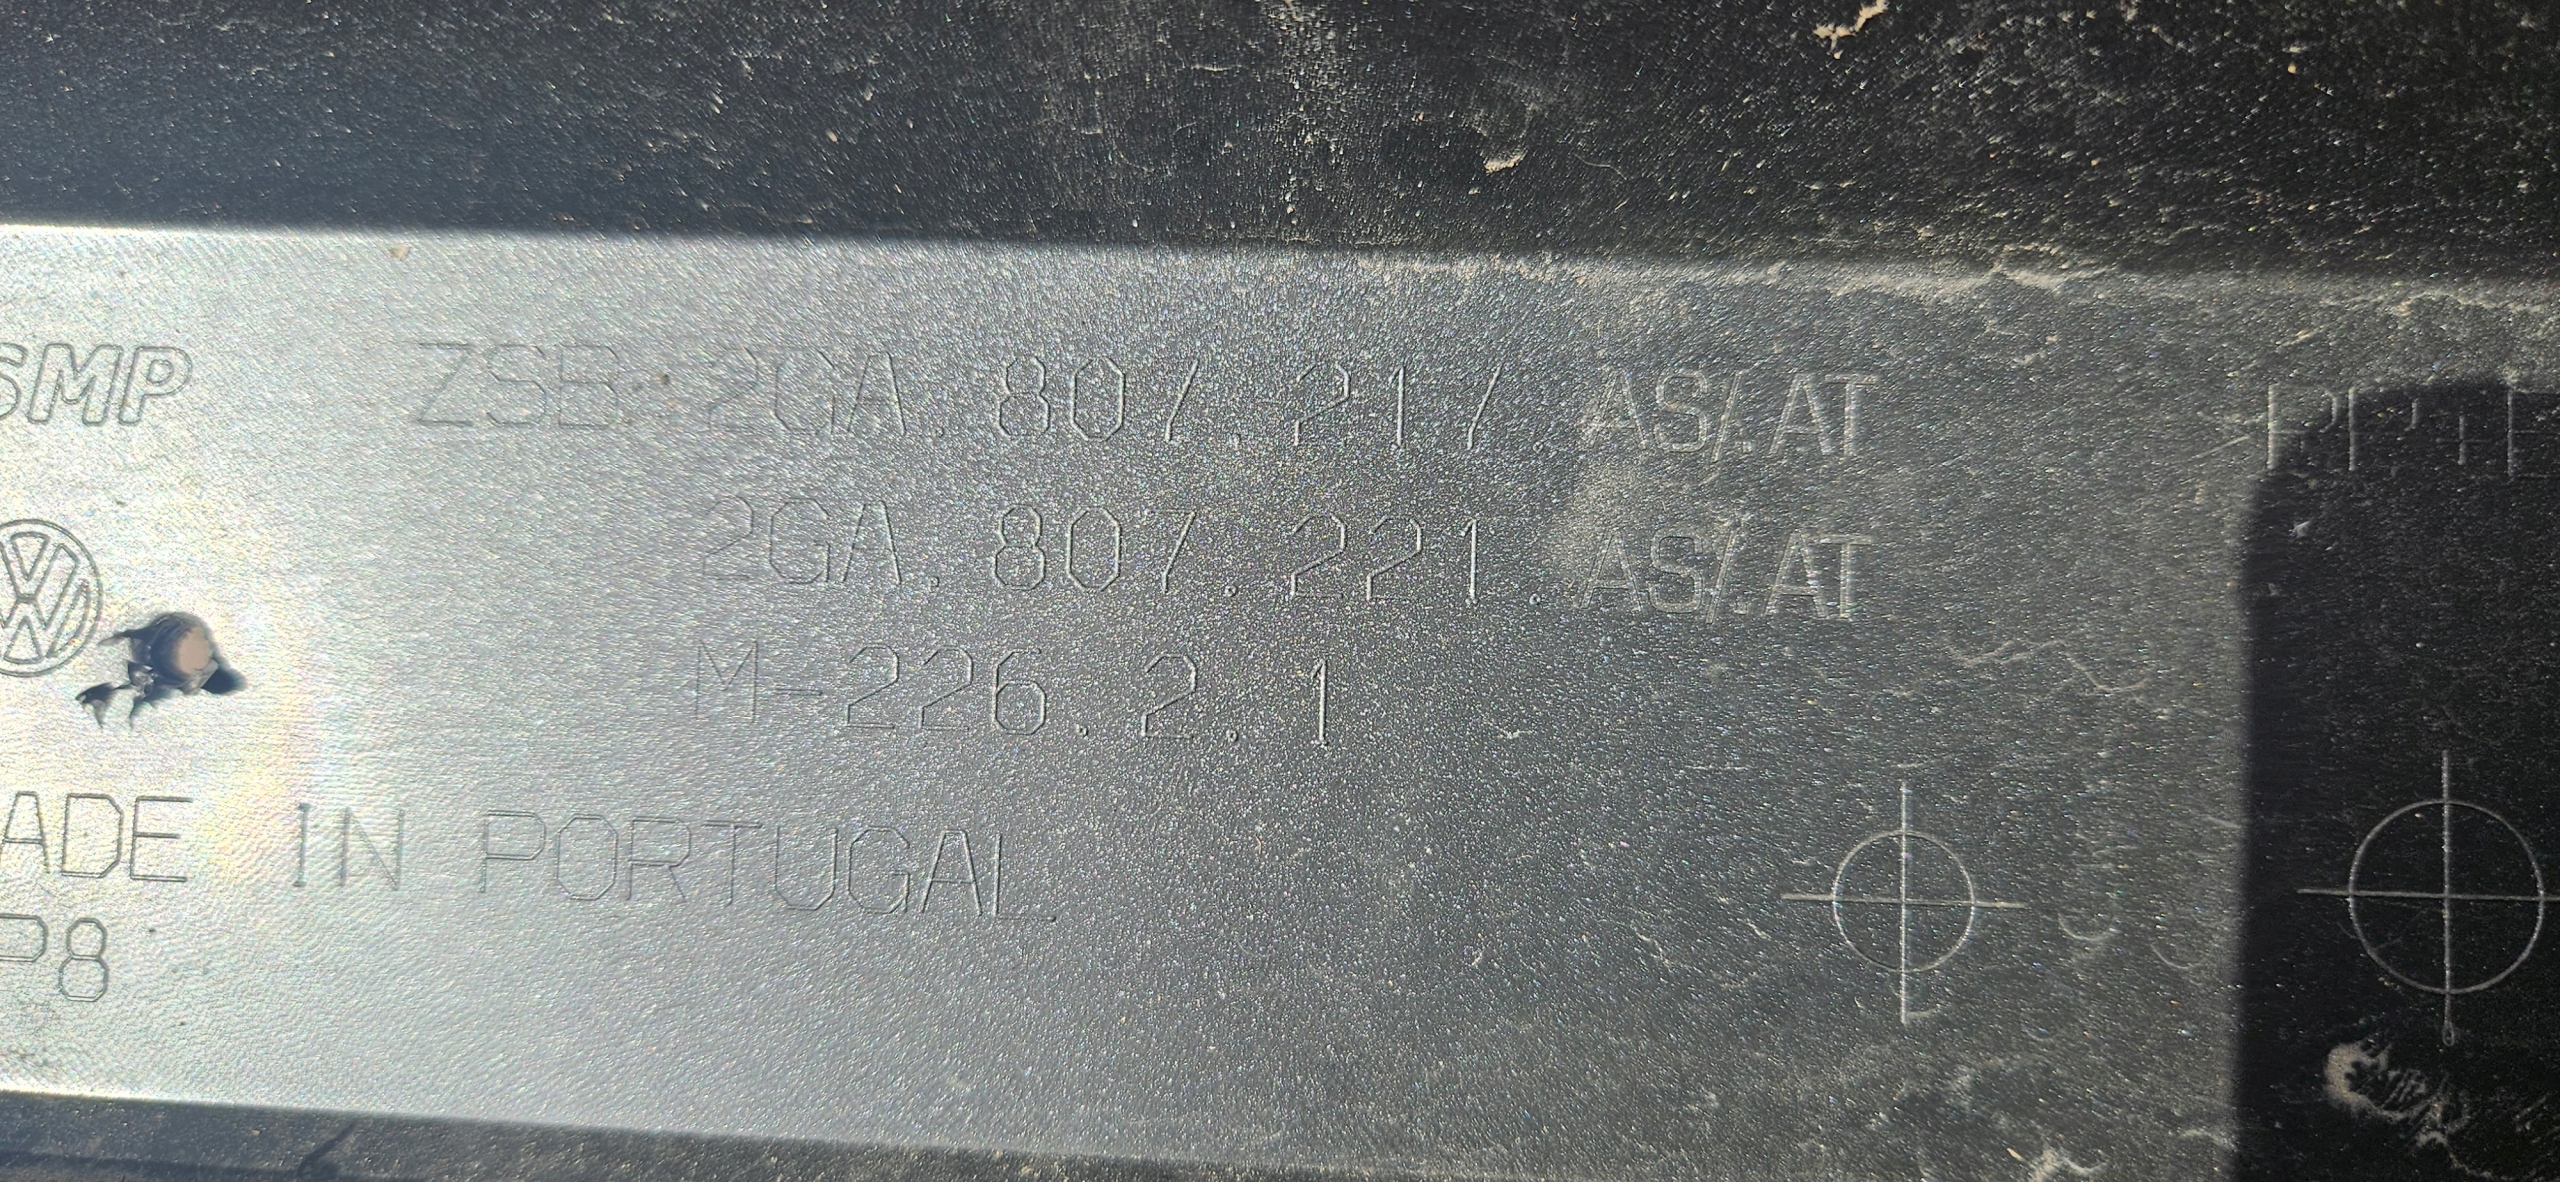 SMP ZSB. 2GA. 807. 217. AS/.AT PP+E
2GA. 807. 221. AS/.AT
M-226.2.1
ADE IN PORTUGAL
P8